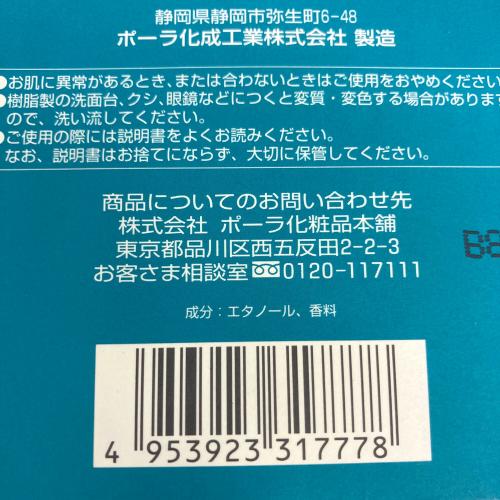 静岡県静岡市弥生町6-48
ポーラ化成工業株式会社 製造
●お肌に異常があるとき、または合わないときはご使用をおやめください
●樹脂製の洗面台、クシ、眼鏡などにつくと変質・変色する場合がありま
ので、洗い流してください。
●ご使用の際には説明書をよくお読みください。
なお、説明書はお捨てにならず、大切に保管してください。
商品についてのお問い合わせ先
株式会社 ポーラ化粧品本舗
東京都品川区西五反田2-2-3
お客さま相談室 0120-117111
成分：エタノール、香料
4 953923 317778